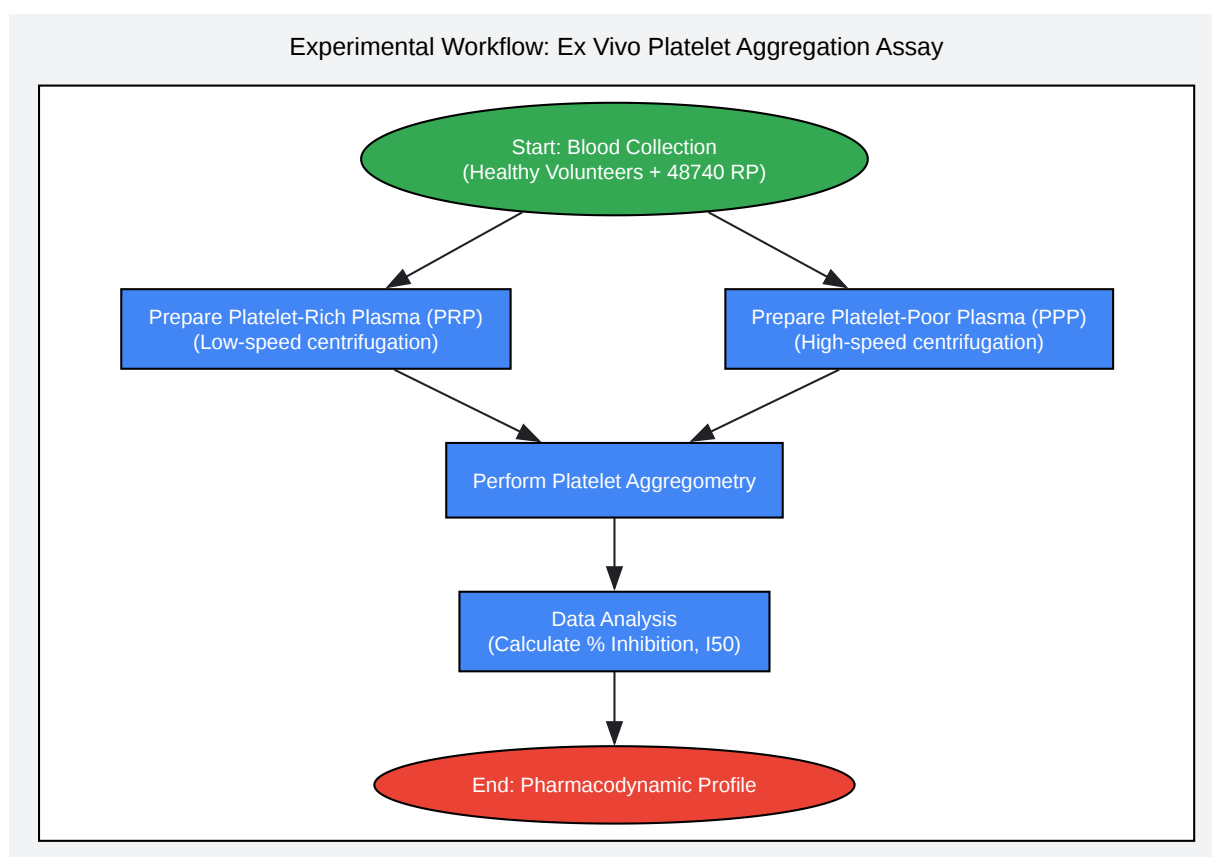 Experimental Workflow: Ex Vivo Platelet Aggregation Assay
Start: Blood Collection
(Healthy Volunteers + 48740 RP)
Prepare Platelet-Rich Plasma (PRP)
(Low-speed centrifugation)
Prepare Platelet-Poor Plasma (PPP)
(High-speed centrifugation)
Perform Platelet Aggregometry
Data Analysis
(Calculate % Inhibition, I50)
End: Pharmacodynamic Profile